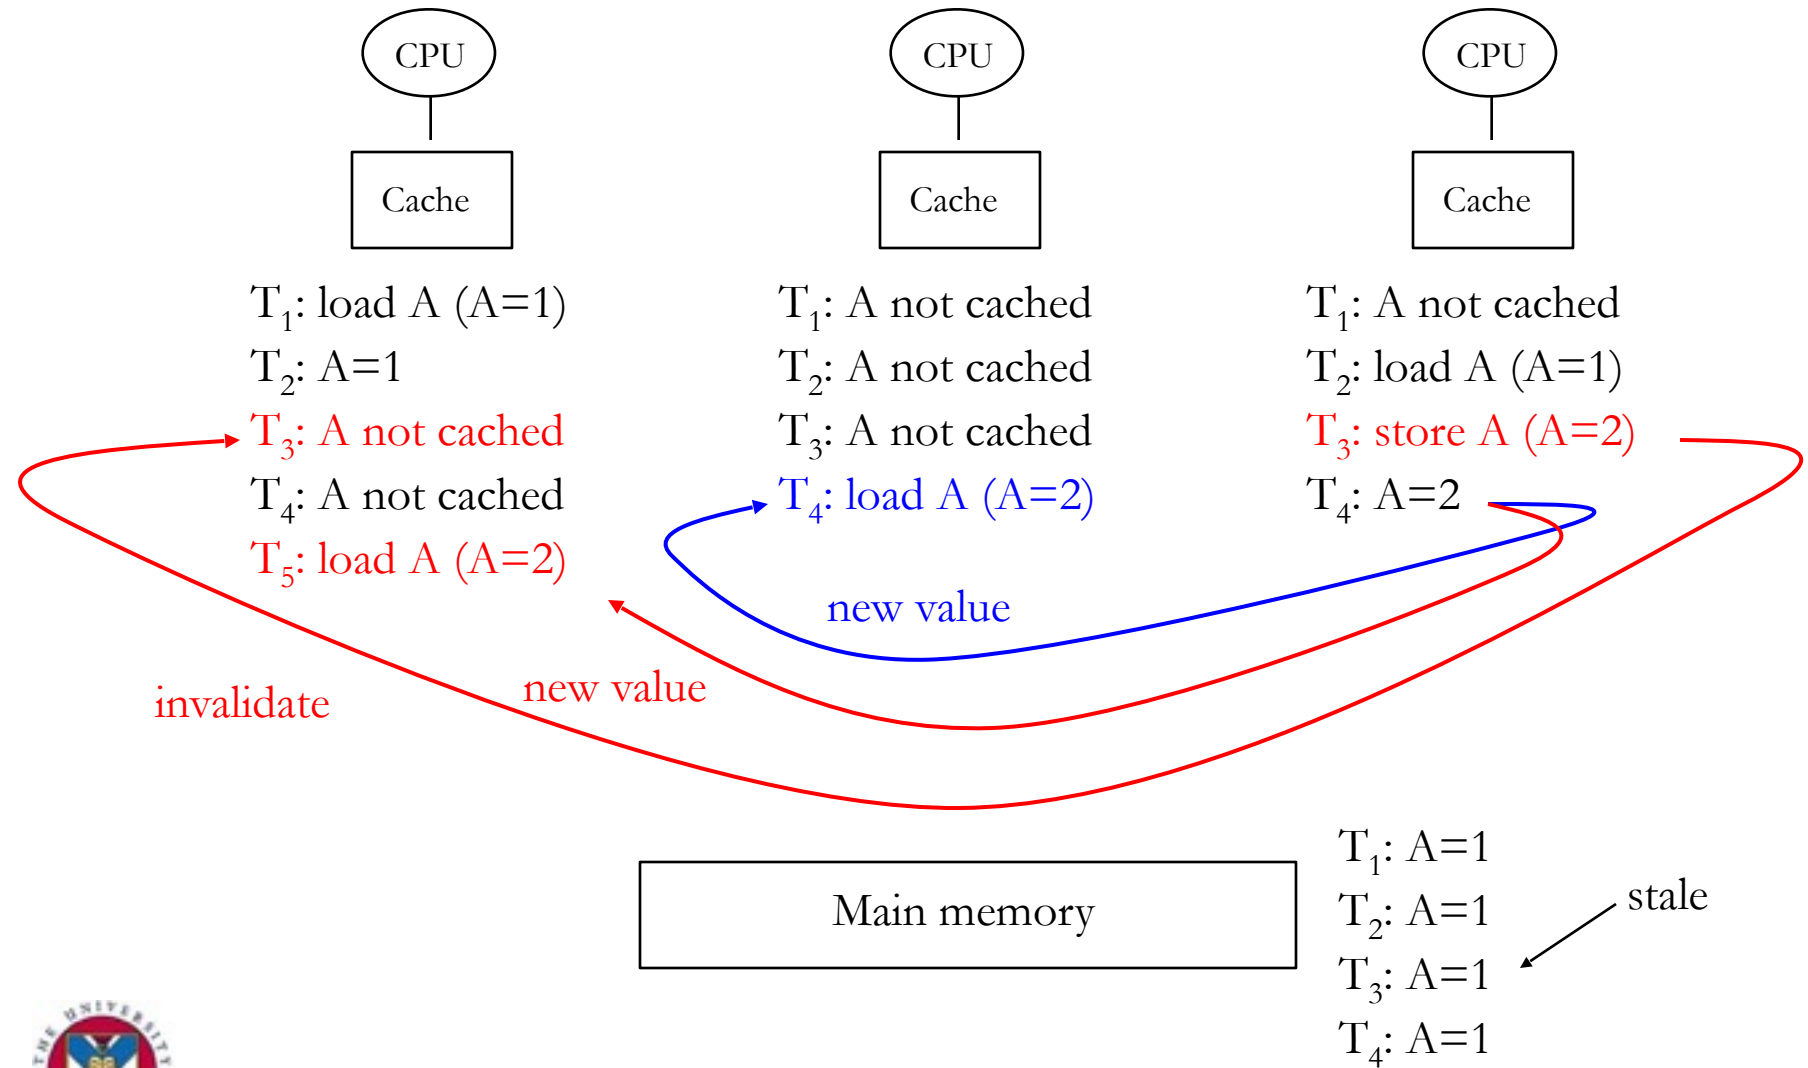 CPU
CPU
CPU
Cache
Cache
Cache
T₁: load A (A=1)
T₂: A=1
T₃: A not cached
T₄: A not cached
T₅: load A (A=2)
T₁: A not cached
T₂: A not cached
T₃: A not cached
T₄: load A (A=2)
T₁: A not cached
T₂: load A (A=1)
T₃: store A (A=2)
T₄: A=2
new value
new value
invalidate
Main memory
T₁: A=1
T₂: A=1
T₃: A=1
T₄: A=1
stale
THE UNIVERSITY